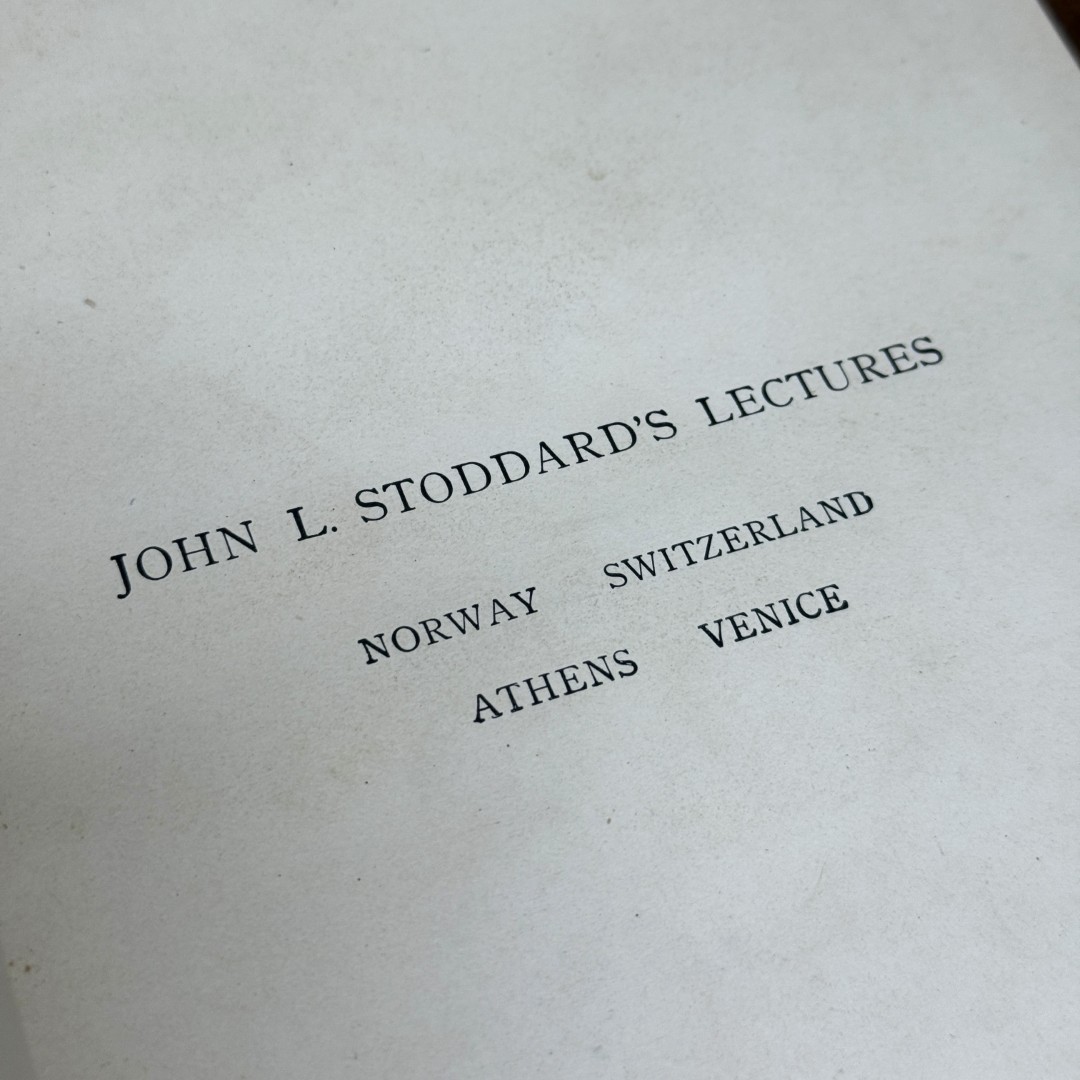 JOHN L. STODDARD'S LECTURES
NORWAY SWITZERLAND
ATHENS VENICE